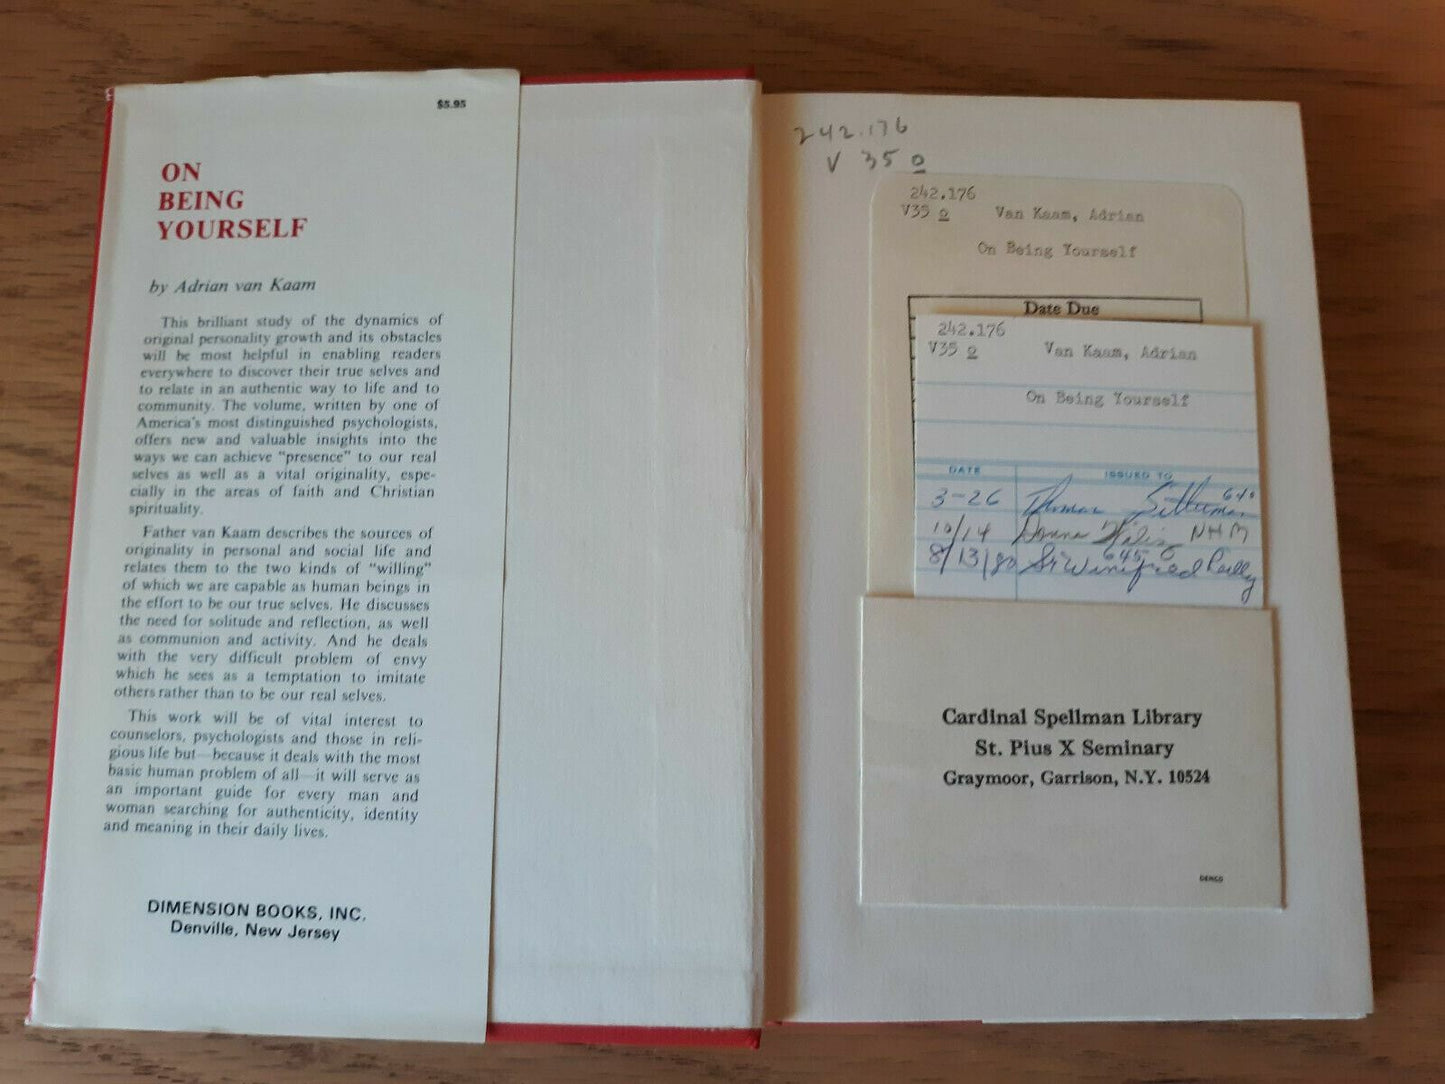 $5.95
ON
BEING
YOURSELF
by Adrian van Kaam
This brilliant study of the dynamics of
original personality growth and its obstacles
will be most helpful in enabling readers
everywhere to discover their true selves and
to relate in an authentic way to life and to
community. The volume, written by one of
America's most distinguished psychologists,
offers new and valuable insights into the
ways we can achieve "presence" to our real
selves as well as a vital originality, espe-
cially in the areas of faith and Christian
spirituality.
Father van Kaam describes the sources of
originality in personal and social life and
relates them to the two kinds of "willing"
of which we are capable as human beings in
the effort to be our true selves. He discusses
the need for solitude and reflection, as well
as communion and activity. And he deals
with the very difficult problem of envy
which he sees as a temptation to imitate
others rather than to be our real selves.
This work will be of vital interest to
counselors, psychologists and those in reli-
gious life but—because it deals with the most
basic human problem of all—it will serve as
an important guide for every man and
woman searching for authenticity, identity
and meaning in their daily lives.
DIMENSION BOOKS, INC.
Denville, New Jersey
242.176
V 35 o
242.176
V35 o Van Kaam, Adrian
On Being Yourself
Date Due
242.176
V35 o Van Kaam, Adrian
On Being Yourself
DATE ISSUED TO
3-26 Thomas
10/14 Donna NHM
8/13/80 Sr Winifred Reilly
645
Cardinal Spellman Library
St. Pius X Seminary
Graymoor, Garrison, N.Y. 10524
DEMCO